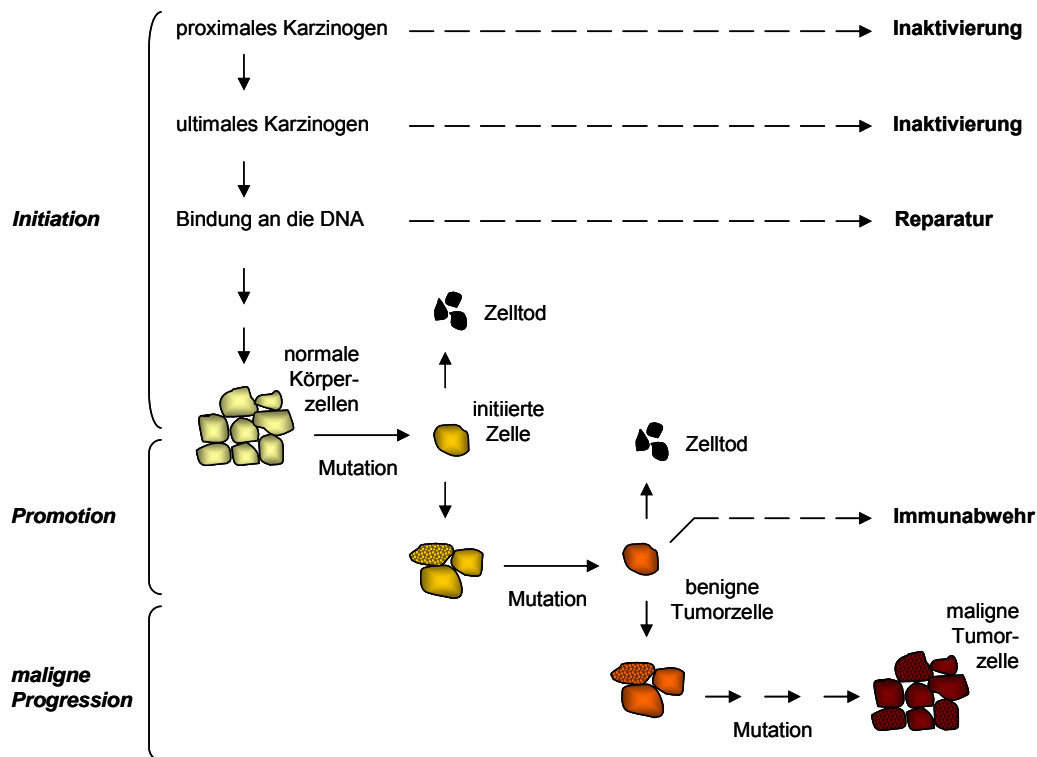 proximales Karzinogen
Inaktivierung
ultimales Karzinogen
Inaktivierung
Initiation
Bindung an die DNA
Reparatur
Zelltod
normale
Körper-
zellen
initiierte
Zelle
Mutation
Zelltod
Promotion
Immunabwehr
Mutation
benigne
Tumorzelle
maligne
Tumor-
zelle
maligne
Progression
Mutation